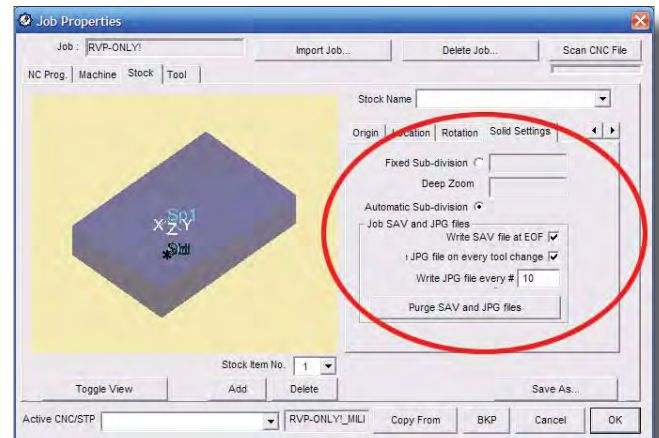 Job Properties
Job : RVP-ONLY! Import Job... Delete Job... Scan CNC File
NC Prog. Machine Stock Tool
Stock Name
Origin Location Rotation Solid Settings
Fixed Sub-division
Deep Zoom
Automatic Sub-division
Job SAV and JPG files
Write SAV file at EOF
JPG file on every tool change
Write JPG file every # 10
Purge SAV and JPG files
Sp1
X Z Y
Stock Item No. 1
Toggle View Add Delete Save As...
Active CNC/STP RVP-ONLY!_MILI Copy From BKP Cancel OK